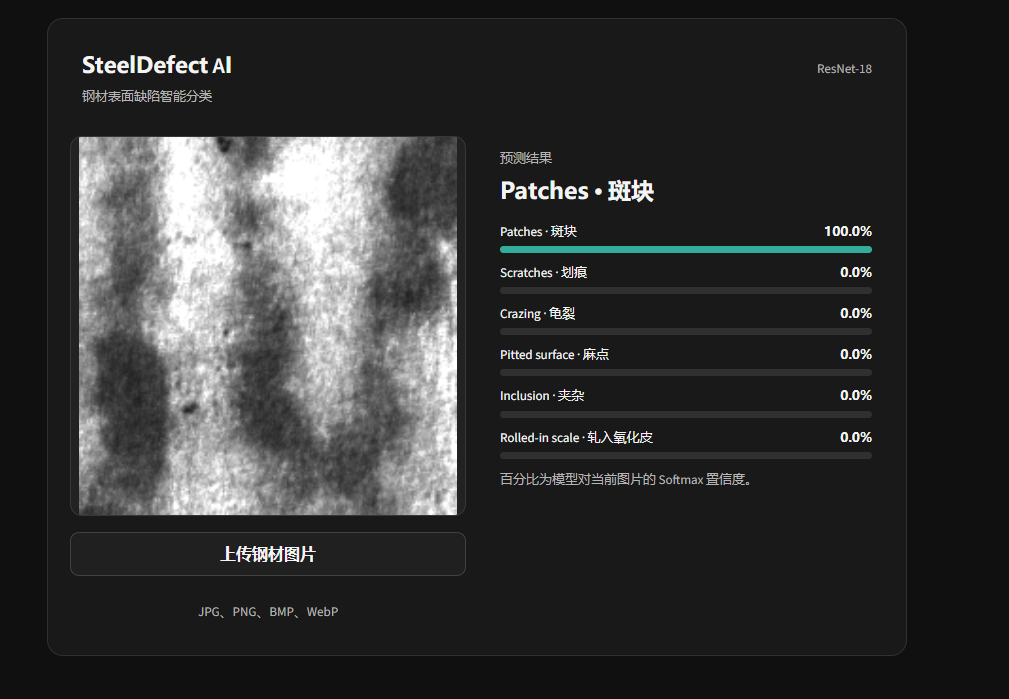 SteelDefect AI
ResNet-18
钢材表面缺陷智能分类
预测结果
Patches • 斑块
Patches · 斑块 100.0%
Scratches · 划痕 0.0%
Crazing · 龟裂 0.0%
Pitted surface · 麻点 0.0%
Inclusion · 夹杂 0.0%
Rolled-in scale · 轧入氧化皮 0.0%
百分比为模型对当前图片的 Softmax 置信度。
上传钢材图片
JPG、PNG、BMP、WebP